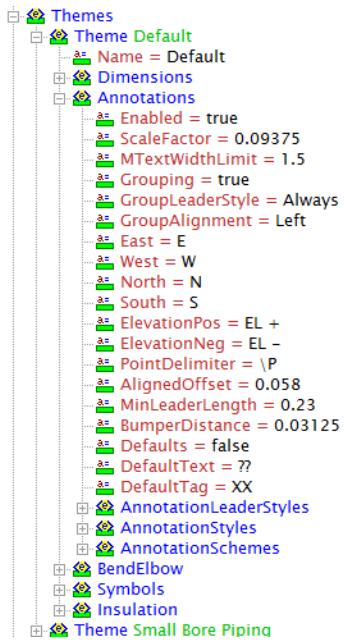 Themes
Theme Default
Name = Default
Dimensions
Annotations
Enabled = true
ScaleFactor = 0.09375
MTextWidthLimit = 1.5
Grouping = true
GroupLeaderStyle = Always
GroupAlignment = Left
East = E
West = W
North = N
South = S
ElevationPos = EL +
ElevationNeg = EL -
PointDelimiter = \P
AlignedOffset = 0.058
MinLeaderLength = 0.23
BumperDistance = 0.03125
Defaults = false
DefaultText = ??
DefaultTag = XX
AnnotationLeaderStyles
AnnotationStyles
AnnotationSchemes
BendElbow
Symbols
Insulation
Theme Small Bore Piping